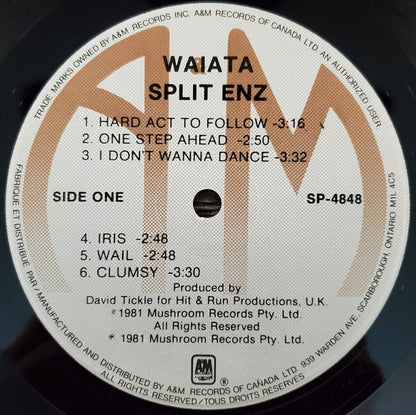 TRADE MARKS OWNED BY A&M RECORDS INC. A&M RECORDS OF CANADA LTD. AN AUTHORIZED USER
WAIATA
SPLIT ENZ
1. HARD ACT TO FOLLOW -3:16
2. ONE STEP AHEAD -2:50
3. I DON'T WANNA DANCE -3:32
SIDE ONE
SP-4848
4. IRIS -2:48
5. WAIL -2:48
6. CLUMSY -3:30
Produced by
David Tickle for Hit & Run Productions, U.K.
℗ 1981 Mushroom Records Pty. Ltd.
All Rights Reserved
℗ 1981 Mushroom Records Pty. Ltd.
A&M
RECORDS
®
FABRIQUÉ ET DISTRIBUÉ PAR / MANUFACTURED AND DISTRIBUTED BY A&M RECORDS OF CANADA LTD. 939 WARDEN AVE, SCARBOROUGH, ONTARIO M1L 4C5
ALL RIGHTS RESERVED/TOUS DROITS RÉSERVÉS